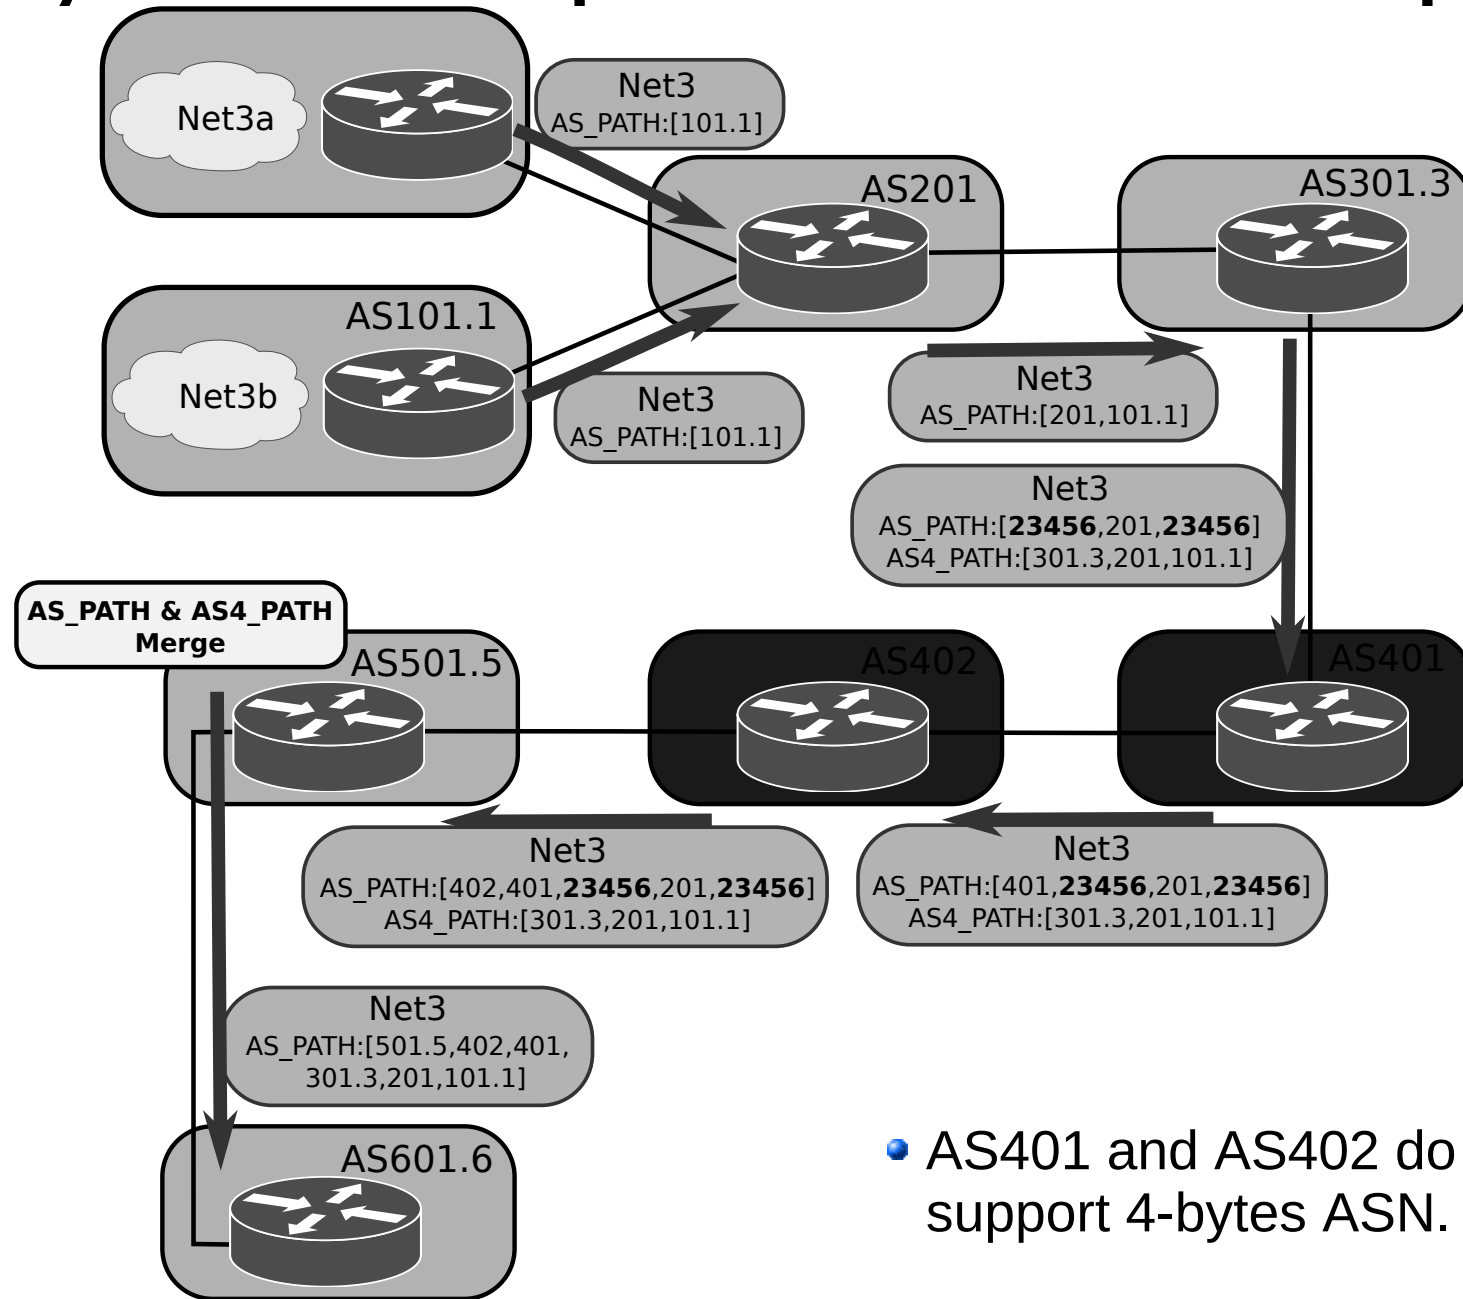 Net3a
Net3
AS_PATH:[101.1]
AS201
AS301.3
AS101.1
Net3b
Net3
AS_PATH:[101.1]
Net3
AS_PATH:[201,101.1]
Net3
AS_PATH:[23456,201,23456]
AS4_PATH:[301.3,201,101.1]
AS_PATH & AS4_PATH
Merge
AS501.5
AS402
AS401
Net3
AS_PATH:[402,401,23456,201,23456]
AS4_PATH:[301.3,201,101.1]
Net3
AS_PATH:[401,23456,201,23456]
AS4_PATH:[301.3,201,101.1]
Net3
AS_PATH:[501.5,402,401,
301.3,201,101.1]
AS601.6
AS401 and AS402 do
support 4-bytes ASN.